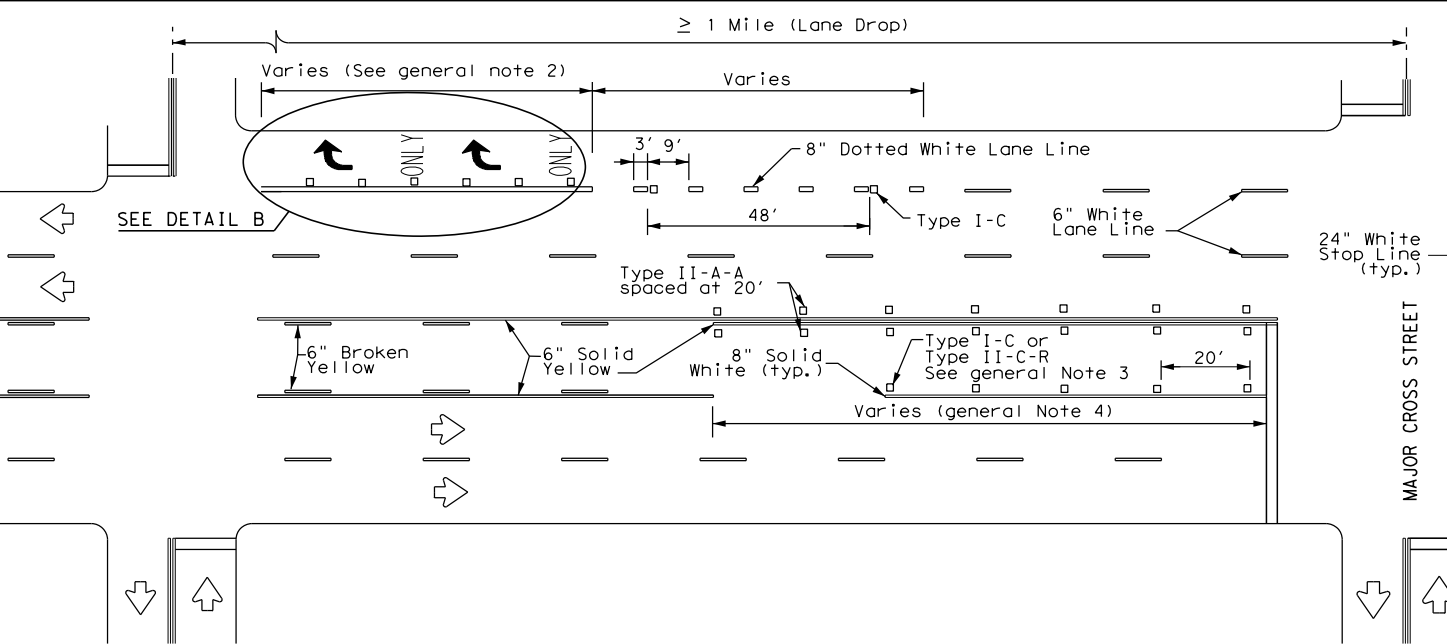 ≥ 1 Mile (Lane Drop)
Varies (See general note 2)
Varies
ONLY
ONLY
3' 9'
8" Dotted White Lane Line
SEE DETAIL B
48'
Type I-C
6" White
Lane Line
24" White
Stop Line
(typ.)
Type II-A-A
spaced at 20'
6" Broken
Yellow
6" Solid
Yellow
8" Solid
White (typ.)
Type I-C or
Type II-C-R
See general Note 3
20'
Varies (general Note 4)
MAJOR CROSS STREET